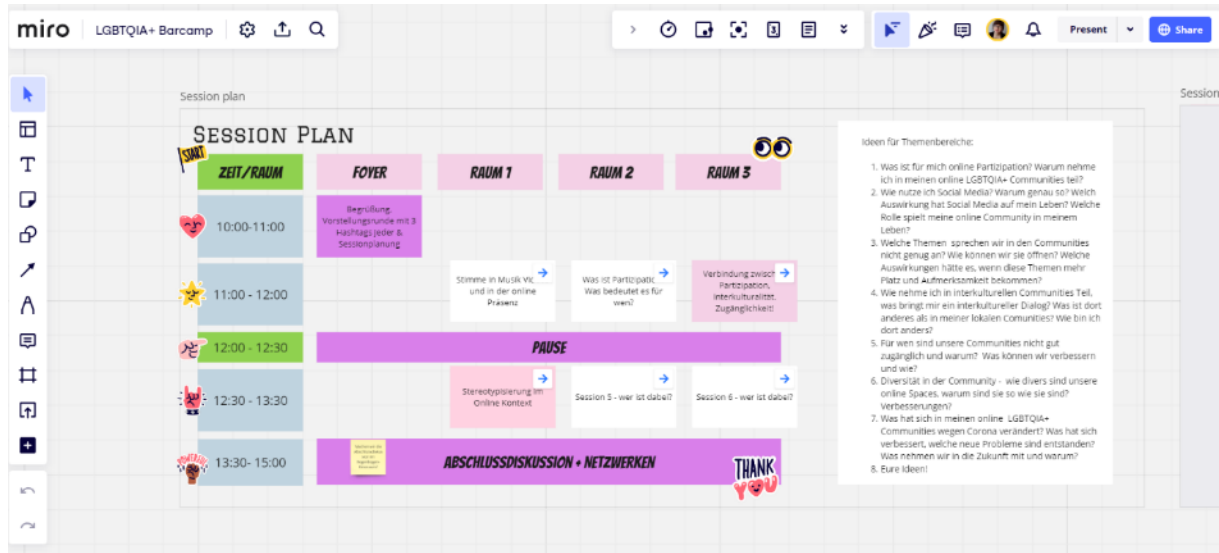 miro
LGBTQIA+ Barcamp
Present
Share
Session plan
Session
SESSION PLAN
START
ZEIT/RAUM
FOYER
RAUM 1
RAUM 2
RAUM 3
10:00-11:00
Begrüßung
Vorstellungsrunde mit 3
Hashtags jeder &
Sessionplanung
11:00 - 12:00
Stimme in Musik
und in der online
Präsenz
Was ist
Was bedeutet es für
wen?
Verbindung
Partizipation,
Interkulturalität,
Zugänglichkeit!
12:00 - 12:30
PAUSE
12:30 - 13:30
Stereotypisierung im
Online Kontext
Session 5 - wer ist dabei?
Session 6 - wer ist dabei?
POWERFUL
13:30- 15:00
ABSCHLUSSDISKUSSION + NETZWERKEN
THANK
YOU
Ideen für Themenbereiche:
1. Was ist für mich online Partizipation? Warum nehme
ich in meinen online LGBTQIA+ Communities teil?
2. Wie nutze ich Social Media? Warum genau so? Welch
Auswirkung hat Social Media auf mein Leben? Welche
Rolle spielt meine online Community in meinem
Leben?
3. Welche Themen sprechen wir in den Communities
nicht genug an? Wie können wir sie öffnen? Welche
Auswirkungen hätte es, wenn diese Themen mehr
Platz und Aufmerksamkeit bekommen?
4. Wie nehme ich in interkulturellen Communities Teil,
was bringt mir ein interkultureller Dialog? Was ist dort
anderes als in meiner lokalen Comunities? Wie bin ich
dort anders?
5. Für wen sind unsere Communities nicht gut
zugänglich und warum? Was können wir verbessern
und wie?
6. Diversität in der Community - wie divers sind unsere
online Spaces, warum sind sie so wie sie sind?
Verbesserungen?
7. Was hat sich in meinen online LGBTQIA+
Communities wegen Corona verändert? Was hat sich
verbessert, welche neue Probleme sind entstanden?
Was nehmen wir in die Zukunft mit und warum?
8. Eure Ideen!